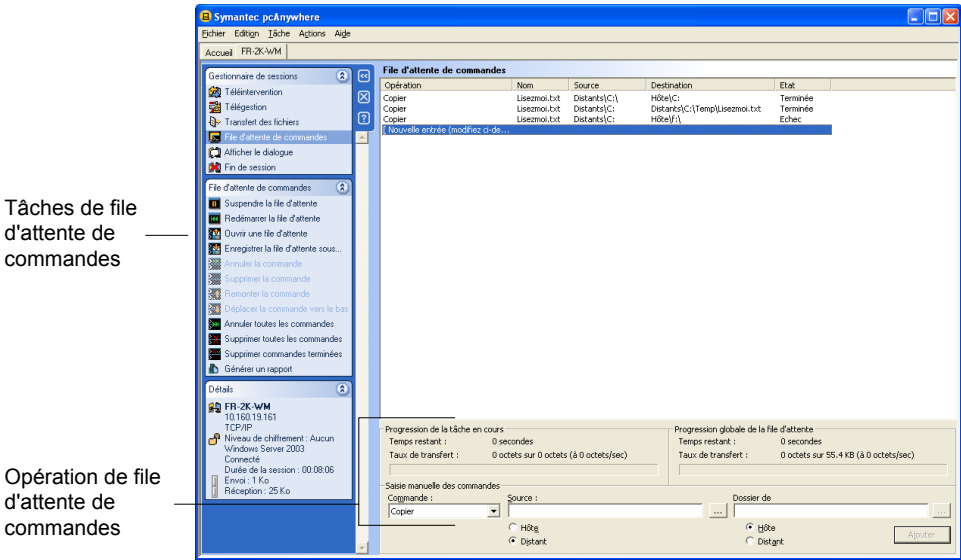 Symantec pcAnywhere
Fichier Edition Tâche Actions Aide
Accueil FR-2K-WM
Gestionnaire de sessions
Téléintervention
Télégestion
Transfert des fichiers
File d'attente de commandes
Afficher le dialogue
Fin de session
File d'attente de commandes
Suspendre la file d'attente
Redémarrer la file d'attente
Ouvrir une file d'attente
Enregistrer la file d'attente sous...
Annuler la commande
Supprimer la commande
Remonter la commande
Déplacer la commande vers le bas
Annuler toutes les commandes
Supprimer toutes les commandes
Supprimer commandes terminées
Générer un rapport
Détails
FR-2K-WM
10.160.19.161
TCP/IP
Niveau de chiffrement : Aucun
Windows Server 2003
Connecté
Durée de la session : 00:08:06
Envoi : 1 Ko
Réception : 25 Ko
File d'attente de commandes
Opération Nom Source Destination Etat
Copier Lisezmoi.txt Distants\C:\ Hôte\C: Terminée
Copier Lisezmoi.txt Distants\C: Distants\C:\Temp\Lisezmoi.txt Terminée
Copier Lisezmoi.txt Distants\C: Hôte\f:\ Echec
[ Nouvelle entrée (modifiez ci-de...
Progression de la tâche en cours
Temps restant : 0 secondes
Taux de transfert : 0 octets sur 0 octets (à 0 octets/sec)
Progression globale de la file d'attente
Temps restant : 0 secondes
Taux de transfert : 0 octets sur 55.4 KB (à 0 octets/sec)
Saisie manuelle des commandes
Commande : Source : Dossier de
Copier ... ...
Hôte Hôte
Distant Distant
Ajouter
Tâches de file
d'attente de
commandes
Opération de file
d'attente de
commandes